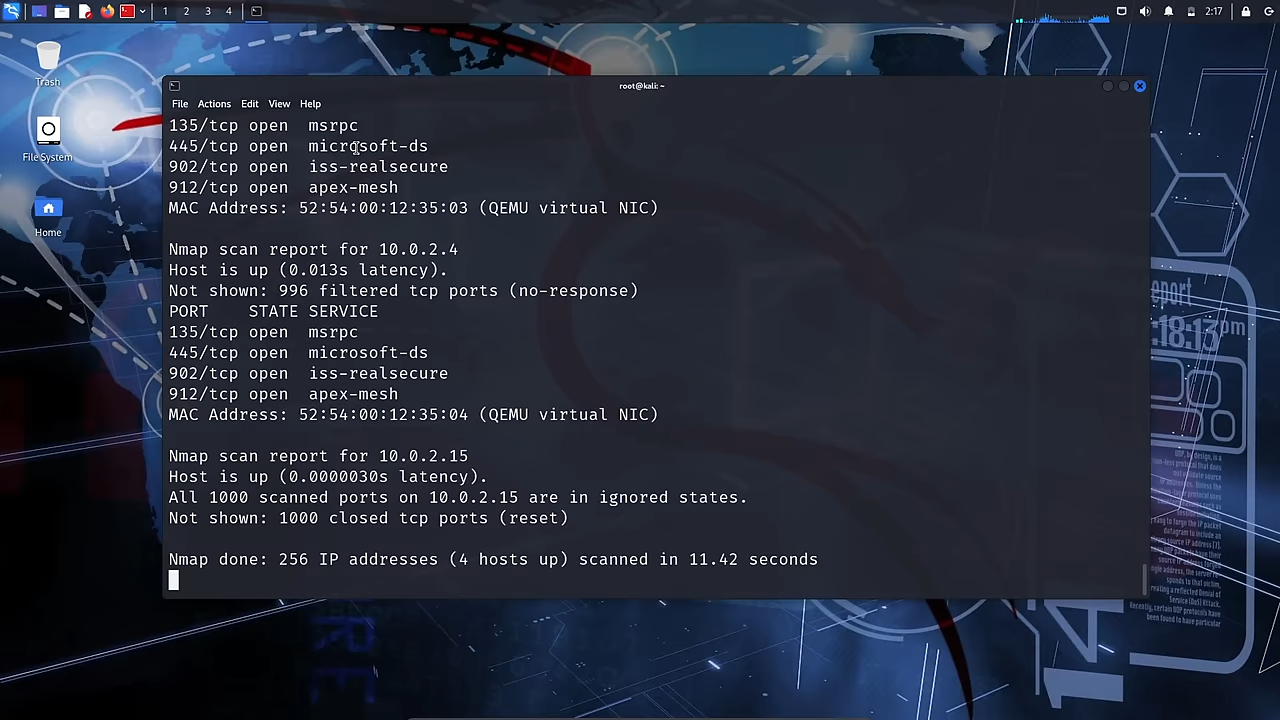 1 2 3 4
2:17
Trash
File System
Home
root@kali: ~
File Actions Edit View Help
135/tcp open msrpc
445/tcp open microsoft-ds
902/tcp open iss-realsecure
912/tcp open apex-mesh
MAC Address: 52:54:00:12:35:03 (QEMU virtual NIC)
Nmap scan report for 10.0.2.4
Host is up (0.013s latency).
Not shown: 996 filtered tcp ports (no-response)
PORT STATE SERVICE
135/tcp open msrpc
445/tcp open microsoft-ds
902/tcp open iss-realsecure
912/tcp open apex-mesh
MAC Address: 52:54:00:12:35:04 (QEMU virtual NIC)
Nmap scan report for 10.0.2.15
Host is up (0.0000030s latency).
All 1000 scanned ports on 10.0.2.15 are in ignored states.
Not shown: 1000 closed tcp ports (reset)
Nmap done: 256 IP addresses (4 hosts up) scanned in 11.42 seconds
:18:13pm
14